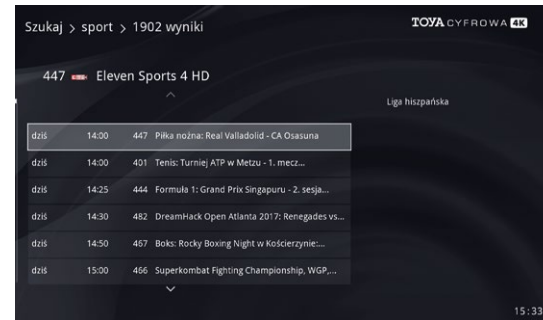 Szukaj > sport > 1902 wyniki
TOYA CYFROWA 4K
447 Eleven Sports 4 HD
Liga hiszpańska
dziś 14:00 447 Piłka nożna: Real Valladolid - CA Osasuna
dziś 14:00 401 Tenis: Turniej ATP w Metzu - 1. mecz...
dziś 14:25 444 Formuła 1: Grand Prix Singapuru - 2. sesja...
dziś 14:30 482 DreamHack Open Atlanta 2017: Renegades vs...
dziś 14:50 467 Boks: Rocky Boxing Night w Kościerzynie:...
dziś 15:00 466 Superkombat Fighting Championship, WGP,...
15:33